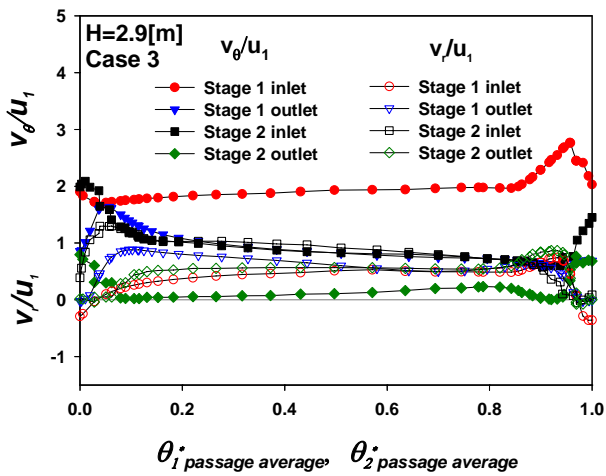 H=2.9[m]
Case 3
vθ/u1 vr/u1
Stage 1 inlet Stage 1 inlet
Stage 1 outlet Stage 1 outlet
Stage 2 inlet Stage 2 inlet
Stage 2 outlet Stage 2 outlet
vθ/u1
vr/u1
5
4
3
2
1
0
-1
0.0 0.2 0.4 0.6 0.8 1.0
θ1* passage average, θ2* passage average